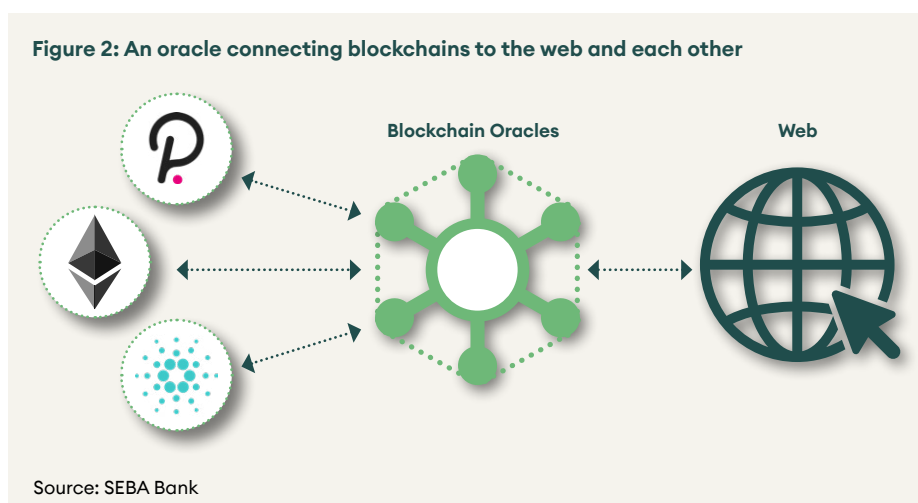 Figure 2: An oracle connecting blockchains to the web and each other
Blockchain Oracles
Web
Source: SEBA Bank